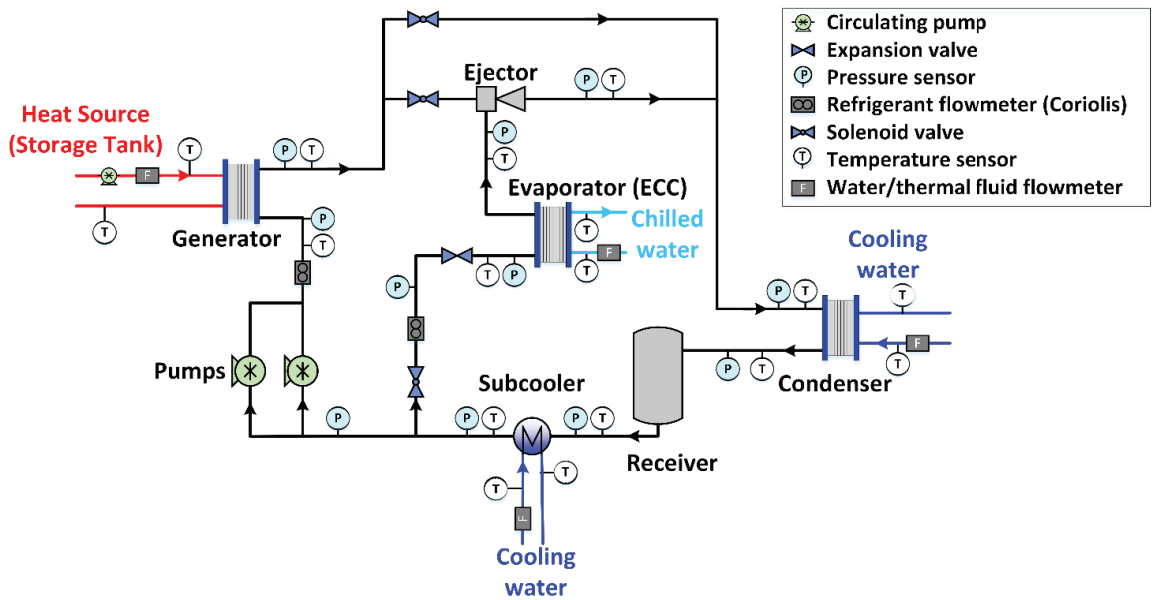 Circulating pump
Expansion valve
P
Pressure sensor
Refrigerant flowmeter (Coriolis)
Solenoid valve
T
Temperature sensor
F
Water/thermal fluid flowmeter
Ejector
P
T
Heat Source
(Storage Tank)
T
P
T
F
P
T
Evaporator (ECC)
Generator
T
P
T
T
Chilled
water
T
F
T
P
P
Cooling
water
P
T
T
F
T
P
T
Condenser
Pumps
Subcooler
P
P
T
P
T
Receiver
T
T
F
Cooling
water